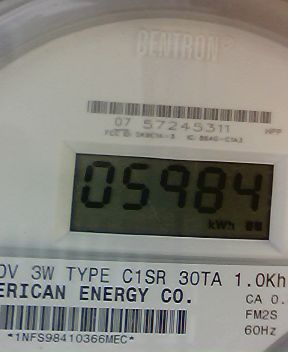 CENTRON
07 57245311
HPP
05984
kWh
0V 3W TYPE C1SR 30TA 1.0Kh
ERICAN ENERGY CO.
CA 0.
FM2S
60Hz
*1NFS98410366MEC*